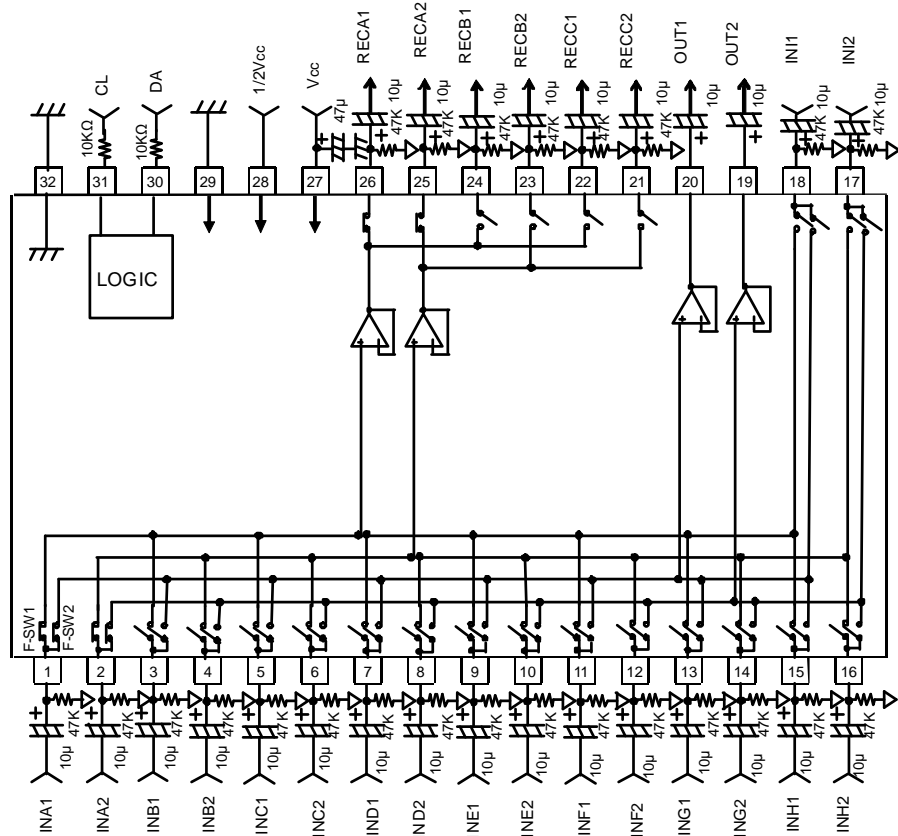 RECA1 RECA2 RECB1 RECB2 RECC1 RECC2 OUT1 OUT2 INI1 INI2
CL DA 1/2Vcc Vcc
10KΩ 10KΩ 47μ 10μ 10μ 10μ 10μ 10μ 10μ 10μ 10μ 10μ 10μ
+ 47K + 47K + 47K + 47K + 47K + 47K + + 47K + 47K
32 31 30 29 28 27 26 25 24 23 22 21 20 19 18 17
LOGIC
+ + + +
F-SW1 F-SW2
1 2 3 4 5 6 7 8 9 10 11 12 13 14 15 16
+ + + + + + + + + + + + + + + +
47K 47K 47K 47K 47K 47K 47K 47K 47K 47K 47K 47K 47K 47K 47K 47K
10μ 10μ 10μ 10μ 10μ 10μ 10μ 10μ 10μ 10μ 10μ 10μ 10μ 10μ 10μ 10μ
INA1 INA2 INB1 INB2 INC1 INC2 IND1 ND2 NE1 INE2 INF1 INF2 ING1 ING2 INH1 INH2